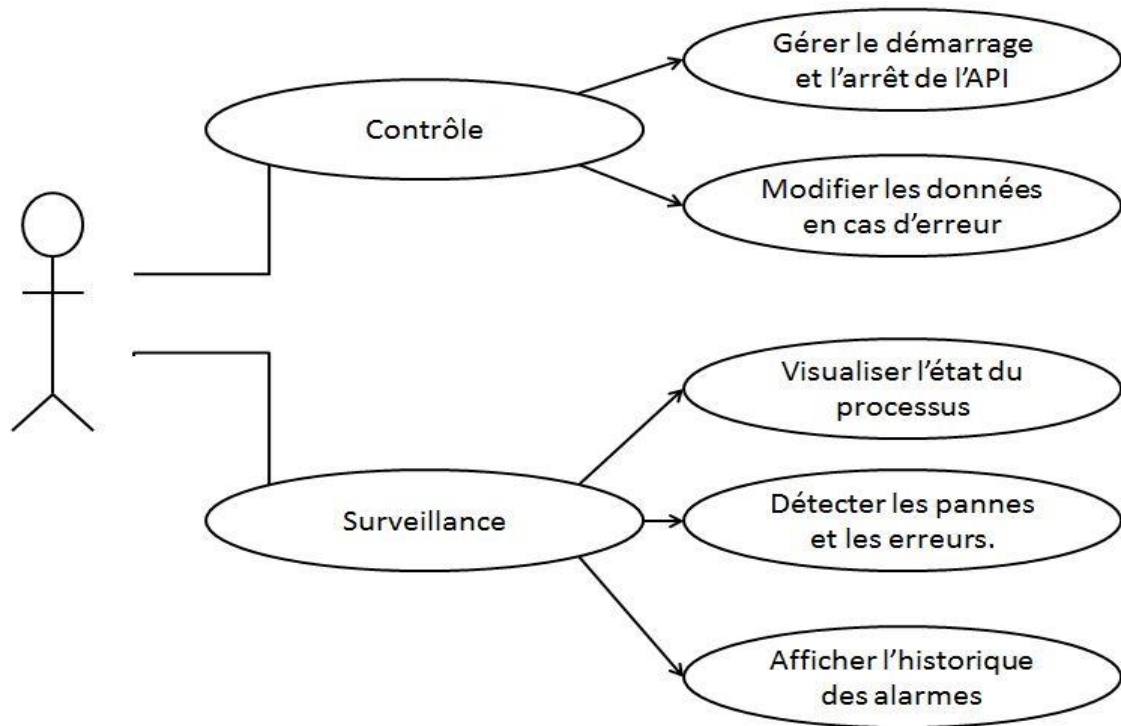 Gérer le démarrage
et l'arrêt de l'API
Contrôle
Modifier les données
en cas d'erreur
Visualiser l'état du
processus
Surveillance
Détecter les pannes
et les erreurs.
Afficher l'historique
des alarmes